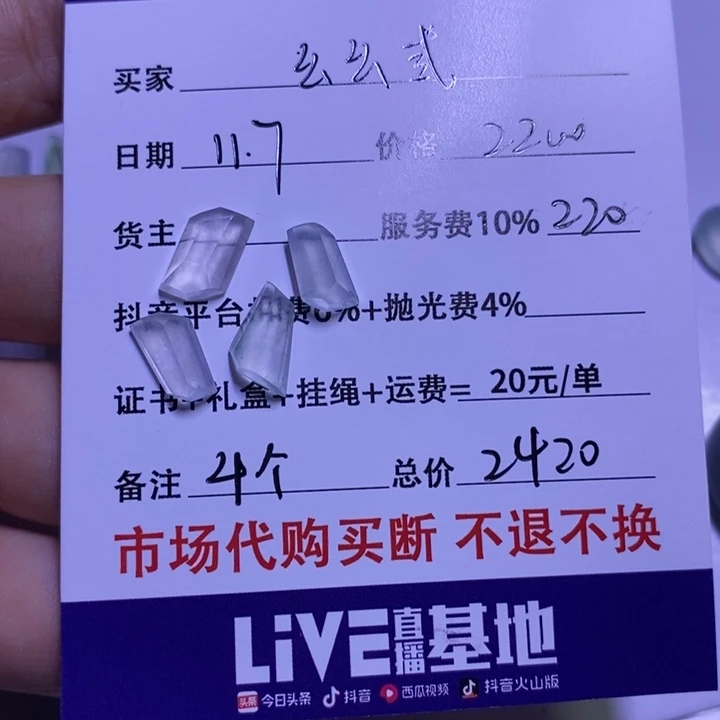 买家 幺幺贰
日期 11.7 价格 2200
货主 服务费10% 220
抖音平台 费6%+抛光费4%
证书+礼盒+挂绳+运费= 20元/单
备注 4个 总价 2420
市场代购买断 不退不换
LiVE直播基地
头条 今日头条 抖音 西瓜视频 抖音火山版